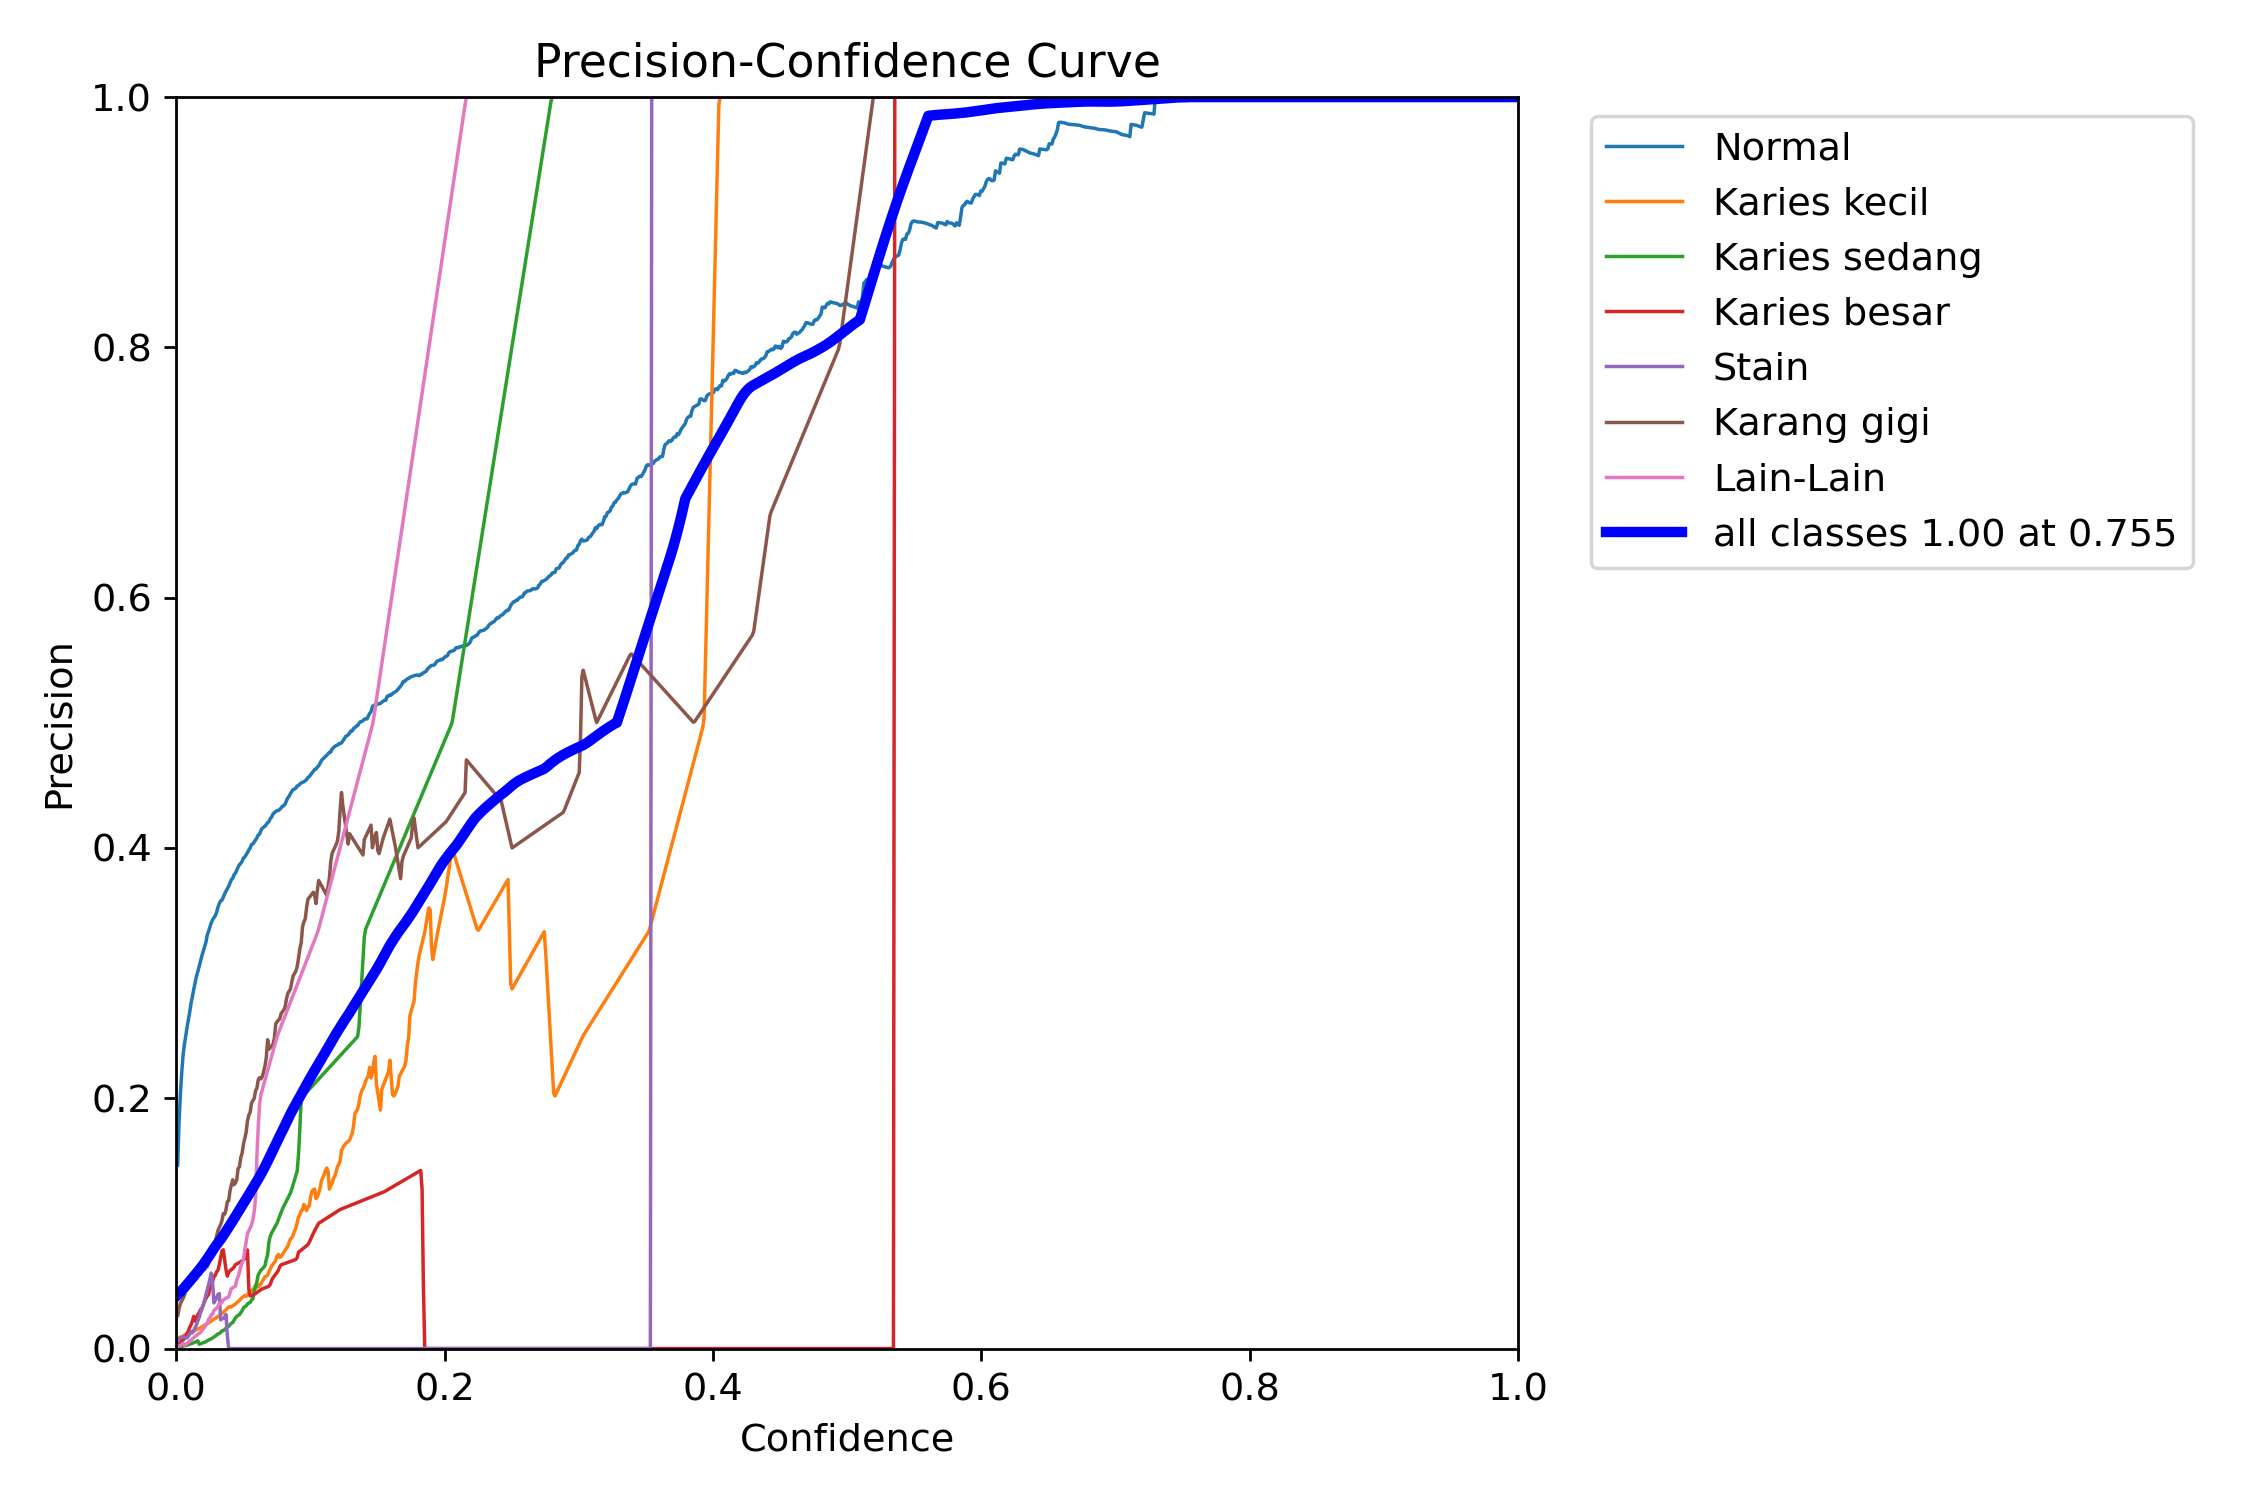 Precision-Confidence Curve
1.0
0.8
0.6
0.4
0.2
0.0
Precision
0.0 0.2 0.4 0.6 0.8 1.0
Confidence
Normal
Karies kecil
Karies sedang
Karies besar
Stain
Karang gigi
Lain-Lain
all classes 1.00 at 0.755